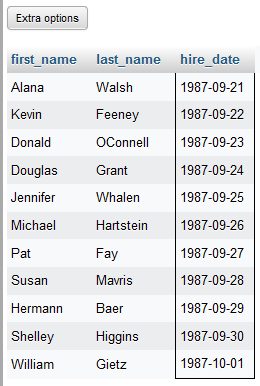 Extra options
first_name last_name hire_date
Alana Walsh 1987-09-21
Kevin Feeney 1987-09-22
Donald OConnell 1987-09-23
Douglas Grant 1987-09-24
Jennifer Whalen 1987-09-25
Michael Hartstein 1987-09-26
Pat Fay 1987-09-27
Susan Mavris 1987-09-28
Hermann Baer 1987-09-29
Shelley Higgins 1987-09-30
William Gietz 1987-10-01